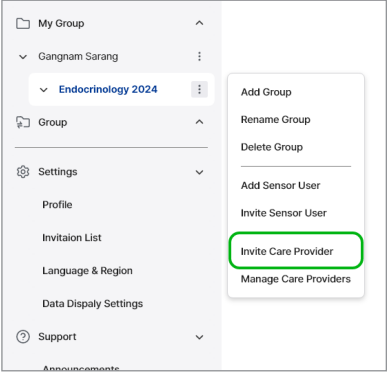 My Group
Gangnam Sarang
Endocrinology 2024
Group
Settings
Profile
Invitaion List
Language & Region
Data Dispaly Settings
Support
Announcements
Add Group
Rename Group
Delete Group
Add Sensor User
Invite Sensor User
Invite Care Provider
Manage Care Providers